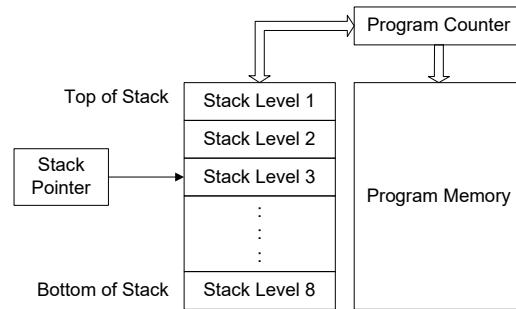 Program Counter
Top of Stack
Stack Level 1
Stack Level 2
Stack
Pointer
Stack Level 3
Program Memory
Bottom of Stack
Stack Level 8